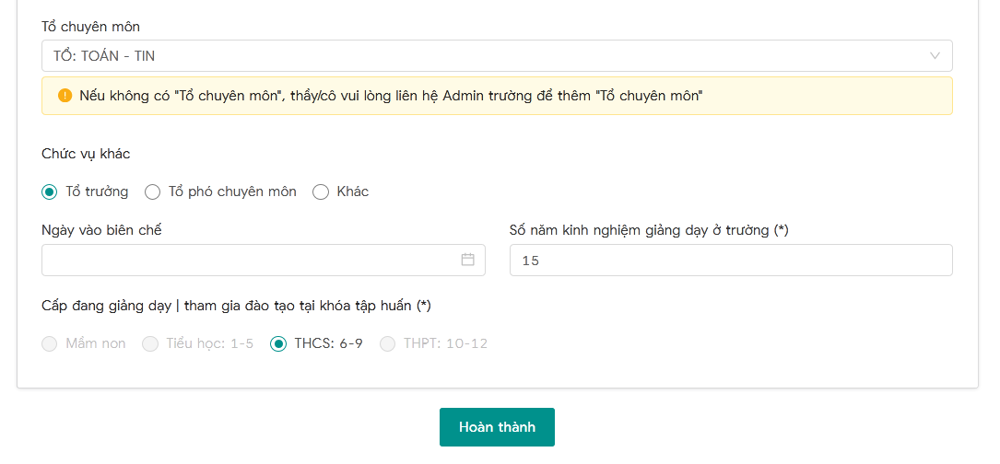 Tổ chuyên môn
TỔ: TOÁN - TIN
Nếu không có "Tổ chuyên môn", thầy/cô vui lòng liên hệ Admin trường để thêm "Tổ chuyên môn"
Chức vụ khác
Tổ trưởng Tổ phó chuyên môn Khác
Ngày vào biên chế Số năm kinh nghiệm giảng dạy ở trường (*)
15
Cấp đang giảng dạy | tham gia đào tạo tại khóa tập huấn (*)
Mầm non Tiểu học: 1-5 THCS: 6-9 THPT: 10-12
Hoàn thành